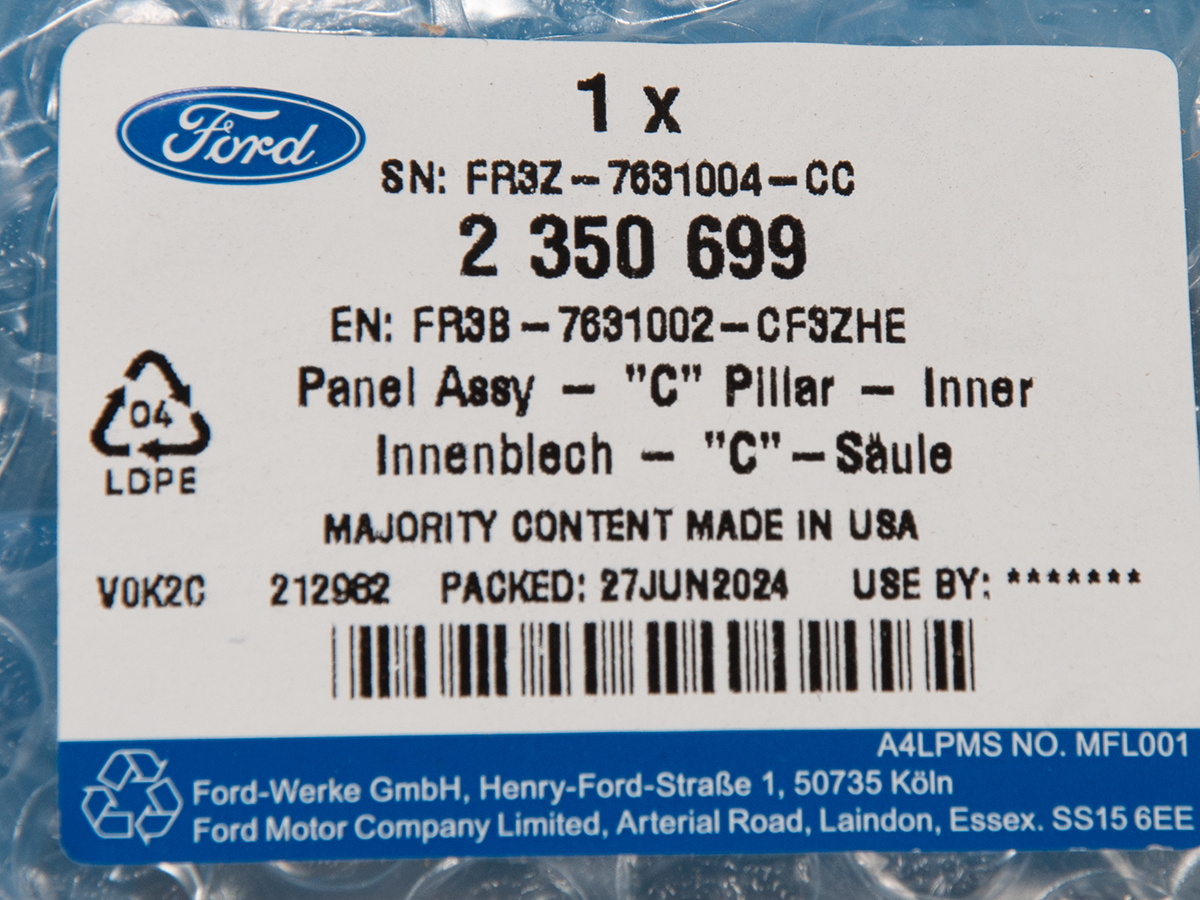 Ford
1 x
SN: FR3Z-7631004-CC
2 350 699
EN: FR3B-7631002-CF3ZHE
Panel Assy - "C" Pillar - Inner
Innenblech - "C"-Säule
04
LDPE
MAJORITY CONTENT MADE IN USA
V0K2C 212962 PACKED: 27JUN2024 USE BY: *******
A4LPMS NO. MFL001
Ford-Werke GmbH, Henry-Ford-Straße 1, 50735 Köln
Ford Motor Company Limited, Arterial Road, Laindon, Essex. SS15 6EE